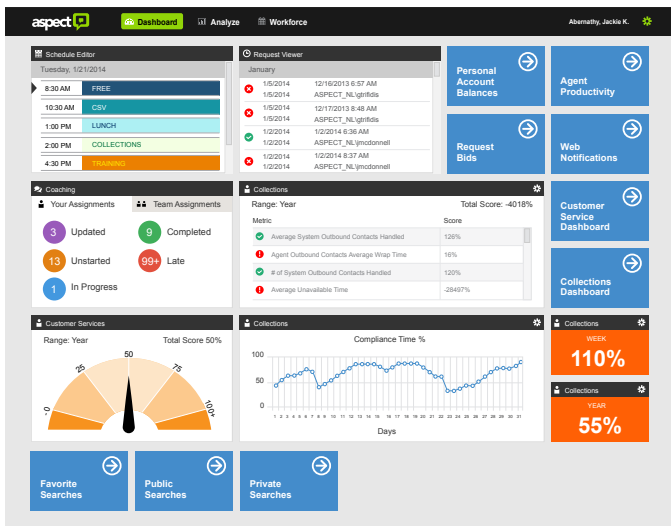 aspect
Dashboard
Analyze
Workforce
Abernathy, Jackie K.
Schedule Editor
Tuesday, 1/21/2014
8:30 AM FREE
10:30 AM CSV
1:00 PM LUNCH
2:00 PM COLLECTIONS
4:30 PM TRAINING
Request Viewer
January
1/5/2014 12/16/2013 6:57 AM
1/5/2014 ASPECT_NL\gtrifidis
1/5/2014 12/17/2013 8:48 AM
1/5/2014 ASPECT_NL\gtrifidis
1/2/2014 1/2/2014 6:36 AM
1/2/2014 ASPECT_NL\jmcdonnell
1/2/2014 1/2/2014 8:37 AM
1/2/2014 ASPECT_NL\jmcdonnell
Personal
Account
Balances
Agent
Productivity
Request
Bids
Web
Notifications
Coaching
Your Assignments
Team Assignments
3 Updated
9 Completed
13 Unstarted
99+ Late
1 In Progress
Collections
Range: Year Total Score: -4018%
Metric Score
Average System Outbound Contacts Handled 126%
Agent Outbound Contacts Average Wrap Time 16%
# of System Outbound Contacts Handled 120%
Average Unavailable Time -28497%
Customer
Service
Dashboard
Collections
Dashboard
Customer Services
Range: Year Total Score 50%
-0
25
50
75
100+
Collections
Compliance Time %
100
50
0
1 2 3 4 5 6 7 8 9 10 11 12 13 14 15 16 17 18 19 20 21 22 23 24 25 26 27 28 29 30 31
Days
Collections
WEEK
110%
Collections
YEAR
55%
Favorite
Searches
Public
Searches
Private
Searches